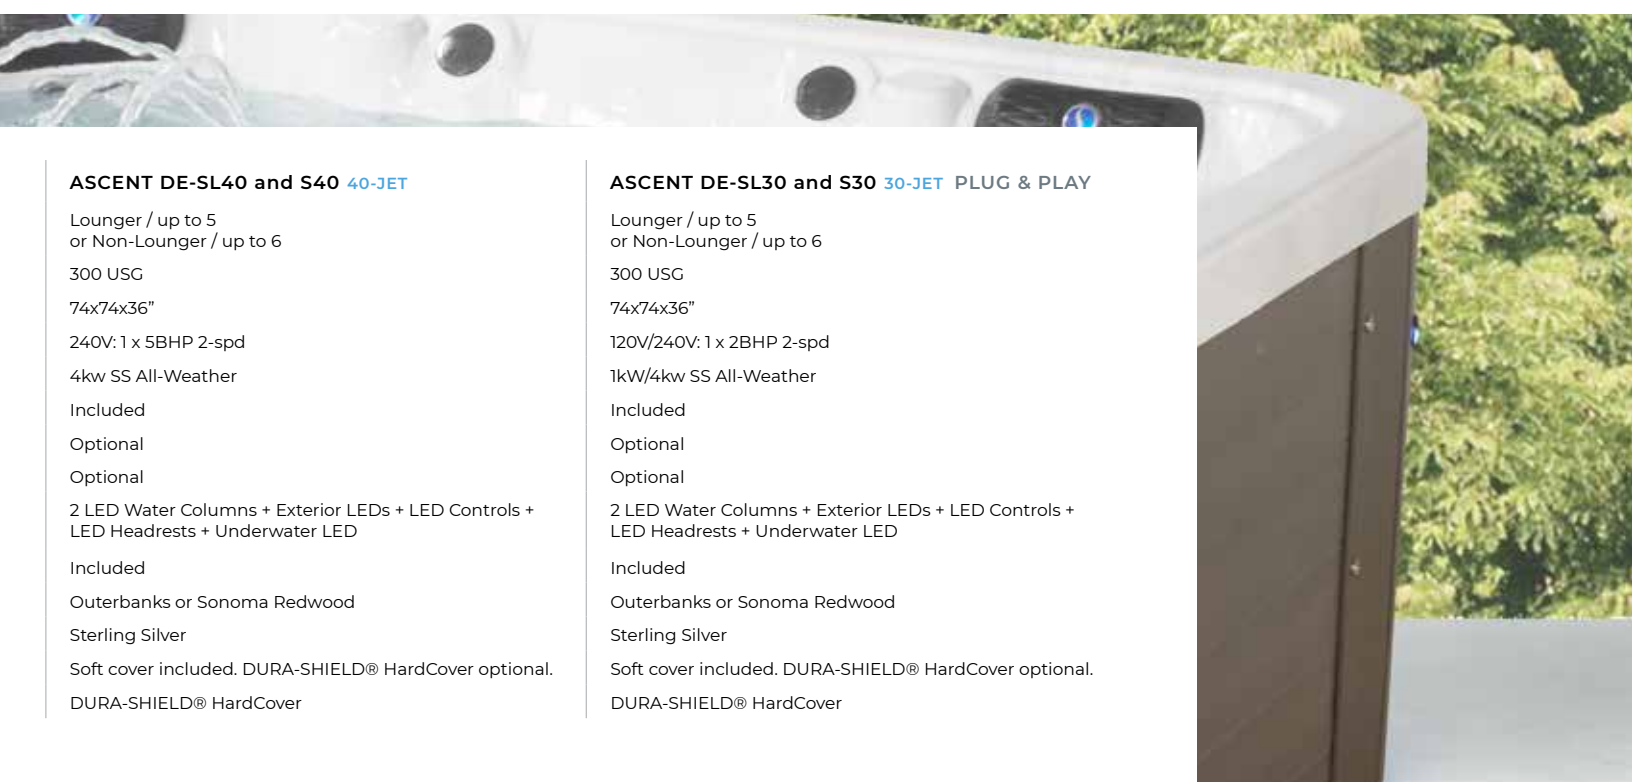 ASCENT DE-SL40 and S40 40-JET
Lounger / up to 5
or Non-Lounger / up to 6
300 USG
74x74x36”
240V: 1 x 5BHP 2-spd
4kw SS All-Weather
Included
Optional
Optional
2 LED Water Columns + Exterior LEDs + LED Controls +
LED Headrests + Underwater LED
Included
Outerbanks or Sonoma Redwood
Sterling Silver
Soft cover included. DURA-SHIELD® HardCover optional.
DURA-SHIELD® HardCover
ASCENT DE-SL30 and S30 30-JET PLUG & PLAY
Lounger / up to 5
or Non-Lounger / up to 6
300 USG
74x74x36”
120V/240V: 1 x 2BHP 2-spd
1kW/4kw SS All-Weather
Included
Optional
Optional
2 LED Water Columns + Exterior LEDs + LED Controls +
LED Headrests + Underwater LED
Included
Outerbanks or Sonoma Redwood
Sterling Silver
Soft cover included. DURA-SHIELD® HardCover optional.
DURA-SHIELD® HardCover